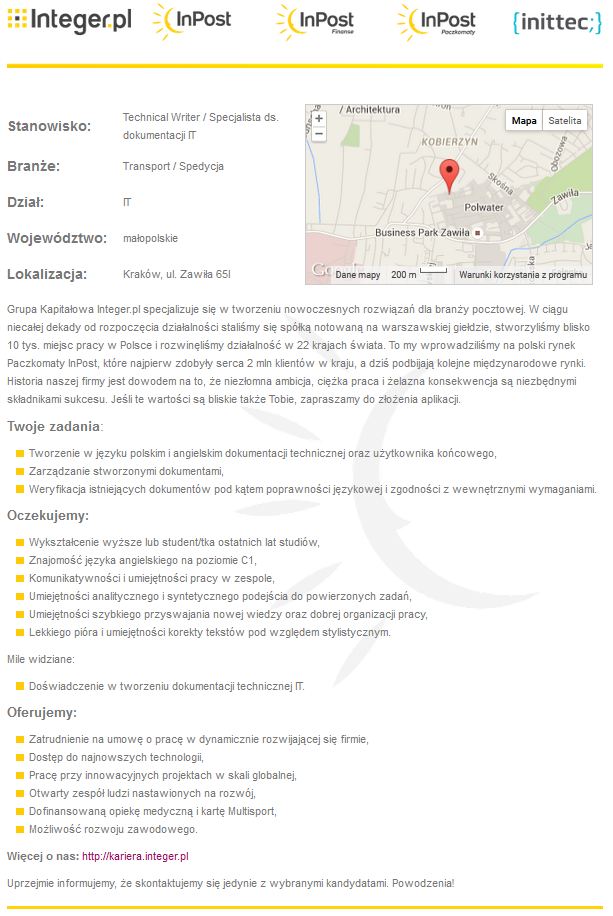 Integer.pl InPost InPost Finanse InPost Paczkomaty {inittec;}
Stanowisko: Technical Writer / Specjalista ds.
dokumentacji IT
Branże: Transport / Spedycja
Dział: IT
Województwo: małopolskie
Lokalizacja: Kraków, ul. Zawiła 65l
+
−
/ Architektura
Mapa Satelita
KOBIERZYN
Obozowa
Skośna
Zawiła
Polwater
Business Park Zawiła
Dane mapy 200 m Warunki korzystania z programu
Grupa Kapitałowa Integer.pl specjalizuje się w tworzeniu nowoczesnych rozwiązań dla branży pocztowej. W ciągu
niecałej dekady od rozpoczęcia działalności staliśmy się spółką notowaną na warszawskiej giełdzie, stworzyliśmy blisko
10 tys. miejsc pracy w Polsce i rozwinęliśmy działalność w 22 krajach świata. To my wprowadziliśmy na polski rynek
Paczkomaty InPost, które najpierw zdobyły serca 2 mln klientów w kraju, a dziś podbijają kolejne międzynarodowe rynki.
Historia naszej firmy jest dowodem na to, że niezłomna ambicja, ciężka praca i żelazna konsekwencja są niezbędnymi
składnikami sukcesu. Jeśli te wartości są bliskie także Tobie, zapraszamy do złożenia aplikacji.
Twoje zadania:
Tworzenie w języku polskim i angielskim dokumentacji technicznej oraz użytkownika końcowego,
Zarządzanie stworzonymi dokumentami,
Weryfikacja istniejących dokumentów pod kątem poprawności językowej i zgodności z wewnętrznymi wymaganiami.
Oczekujemy:
Wykształcenie wyższe lub student/tka ostatnich lat studiów,
Znajomość języka angielskiego na poziomie C1,
Komunikatywności i umiejętności pracy w zespole,
Umiejętności analitycznego i syntetycznego podejścia do powierzonych zadań,
Umiejętności szybkiego przyswajania nowej wiedzy oraz dobrej organizacji pracy,
Lekkiego pióra i umiejętności korekty tekstów pod względem stylistycznym.
Mile widziane:
Doświadczenie w tworzeniu dokumentacji technicznej IT.
Oferujemy:
Zatrudnienie na umowę o pracę w dynamicznie rozwijającej się firmie,
Dostęp do najnowszych technologii,
Pracę przy innowacyjnych projektach w skali globalnej,
Otwarty zespół ludzi nastawionych na rozwój,
Dofinansowaną opiekę medyczną i kartę Multisport,
Możliwość rozwoju zawodowego.
Więcej o nas: http://kariera.integer.pl
Uprzejmie informujemy, że skontaktujemy się jedynie z wybranymi kandydatami. Powodzenia!